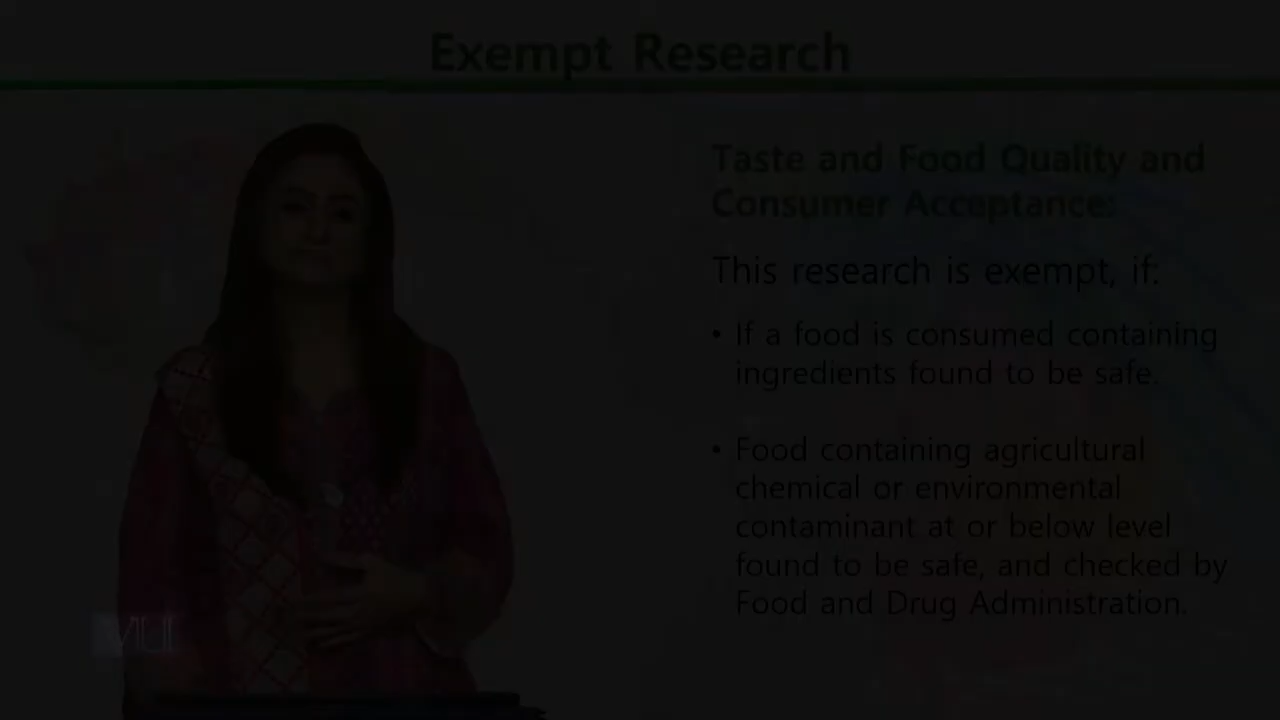 Exempt Research
Taste and Food Quality and
Consumer Acceptance:
This research is exempt, if:
• If a food is consumed containing
ingredients found to be safe.
• Food containing agricultural
chemical or environmental
contaminant at or below level
found to be safe, and checked by
Food and Drug Administration.
VU